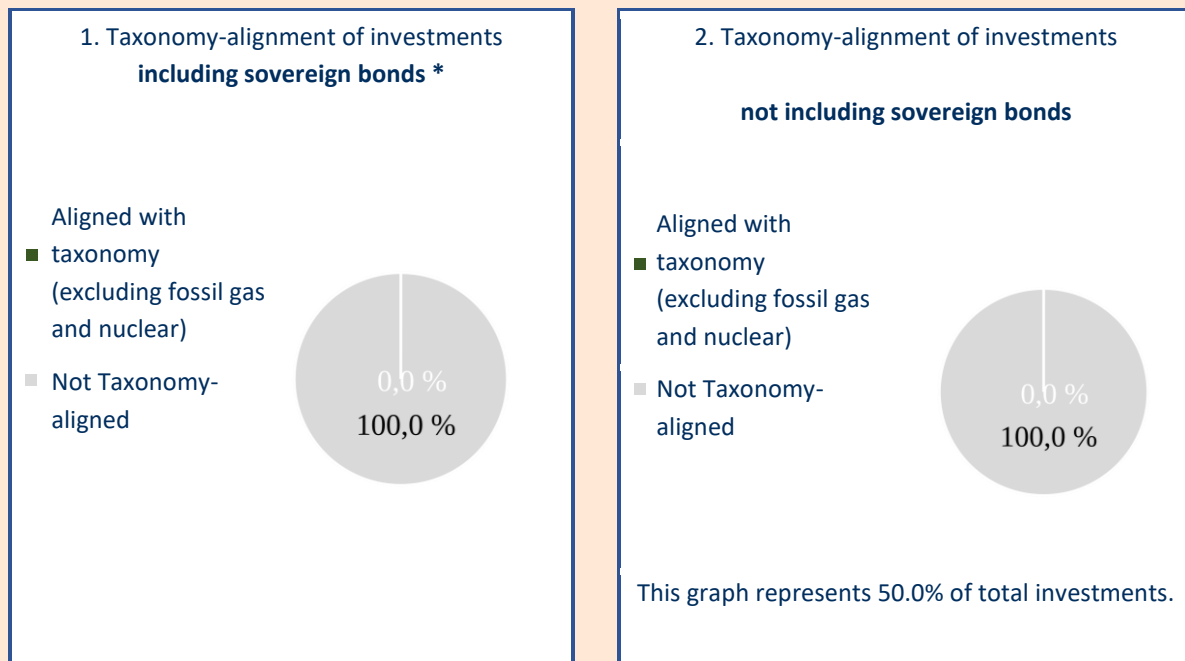 1. Taxonomy-alignment of investments
including sovereign bonds *
Aligned with
taxonomy
(excluding fossil gas
and nuclear)
Not Taxonomy-
aligned
0,0 %
100,0 %
2. Taxonomy-alignment of investments
not including sovereign bonds
Aligned with
taxonomy
(excluding fossil gas
and nuclear)
Not Taxonomy-
aligned
0,0 %
100,0 %
This graph represents 50.0% of total investments.